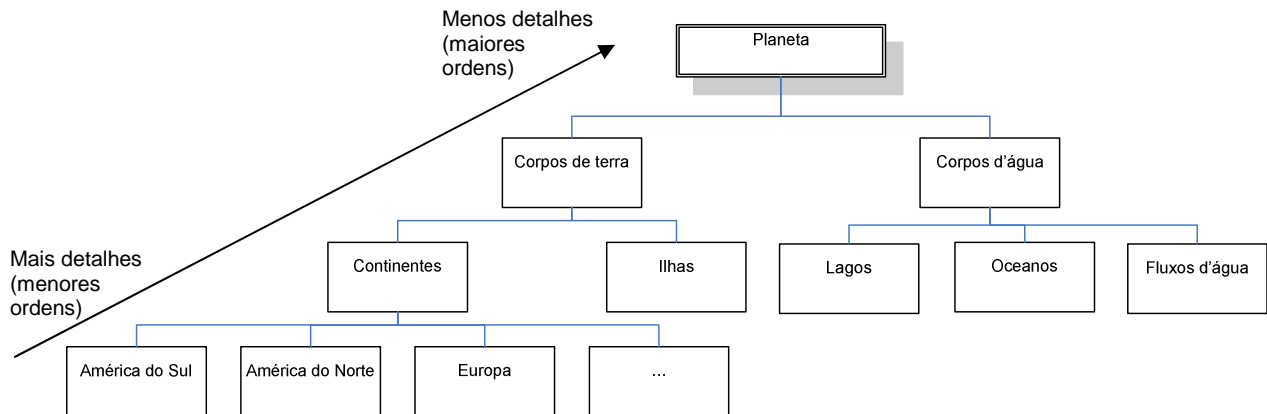 Menos detalhes
(maiores
ordens)
Planeta
Corpos de terra
Corpos d’água
Mais detalhes
(menores
ordens)
Continentes
Ilhas
Lagos
Oceanos
Fluxos d’água
América do Sul
América do Norte
Europa
...